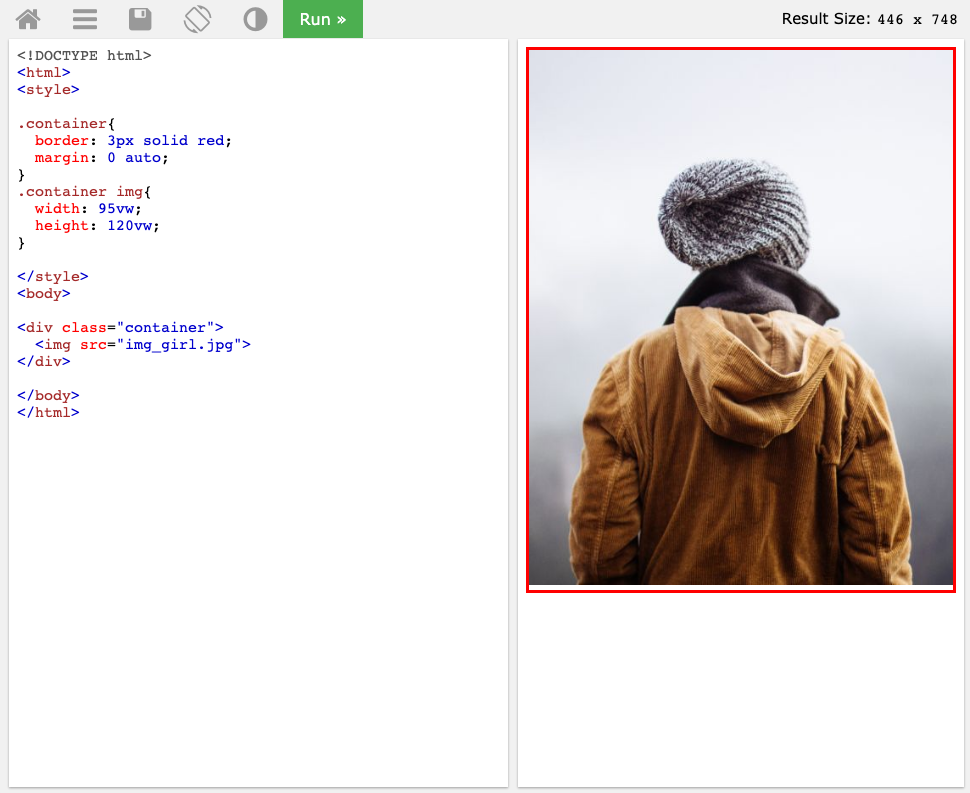 Run »
Result Size: 446 x 748
<!DOCTYPE html>
<html>
<style>
.container{
border: 3px solid red;
margin: 0 auto;
}
.container img{
width: 95vw;
height: 120vw;
}
</style>
<body>
<div class="container">
<img src="img_girl.jpg">
</div>
</body>
</html>